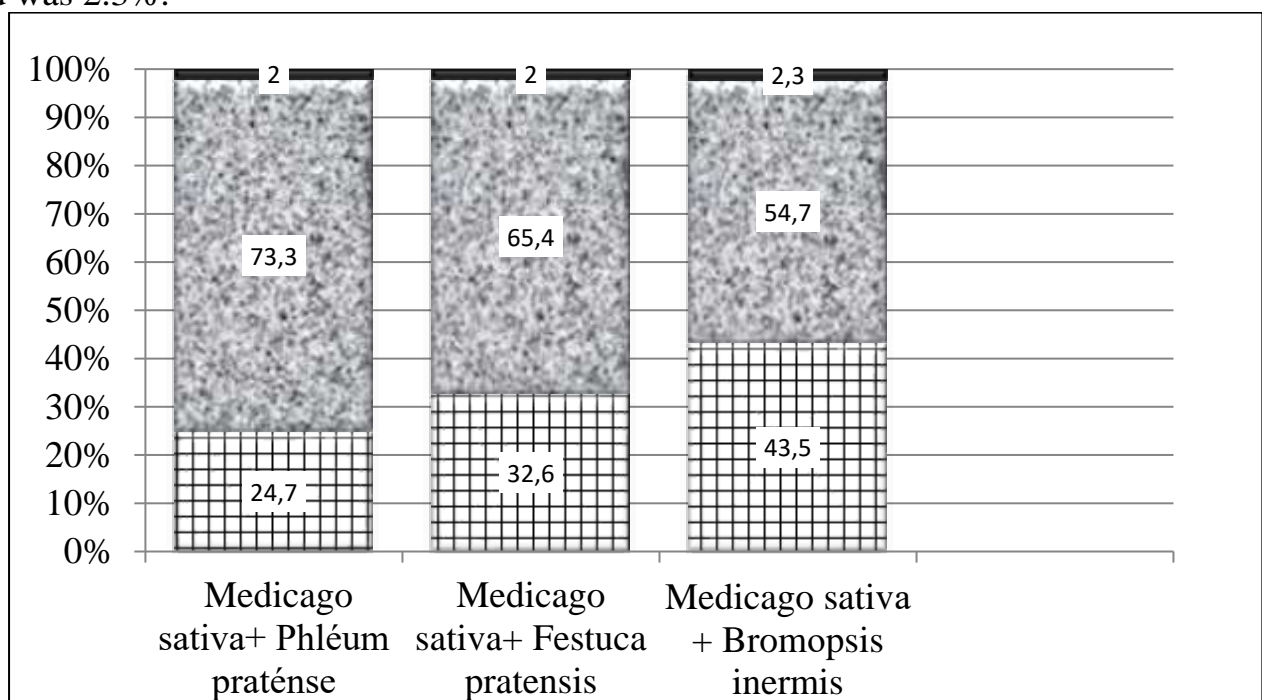 was 2.3%.
100%
90%
80%
70%
60%
50%
40%
30%
20%
10%
0%
2
2
2,3
73,3
65,4
54,7
24,7
32,6
43,5
Medicago
sativa+ Phléum
praténse
Medicago
sativa+ Festuca
pratensis
Medicago sativa
+ Bromopsis
inermis